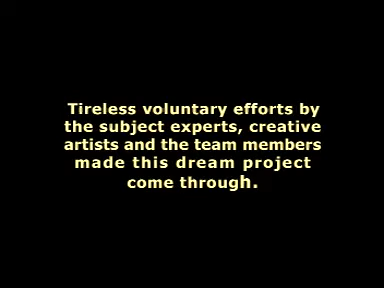 Tireless voluntary efforts by
the subject experts, creative
artists and the team members
made this dream project
come through.